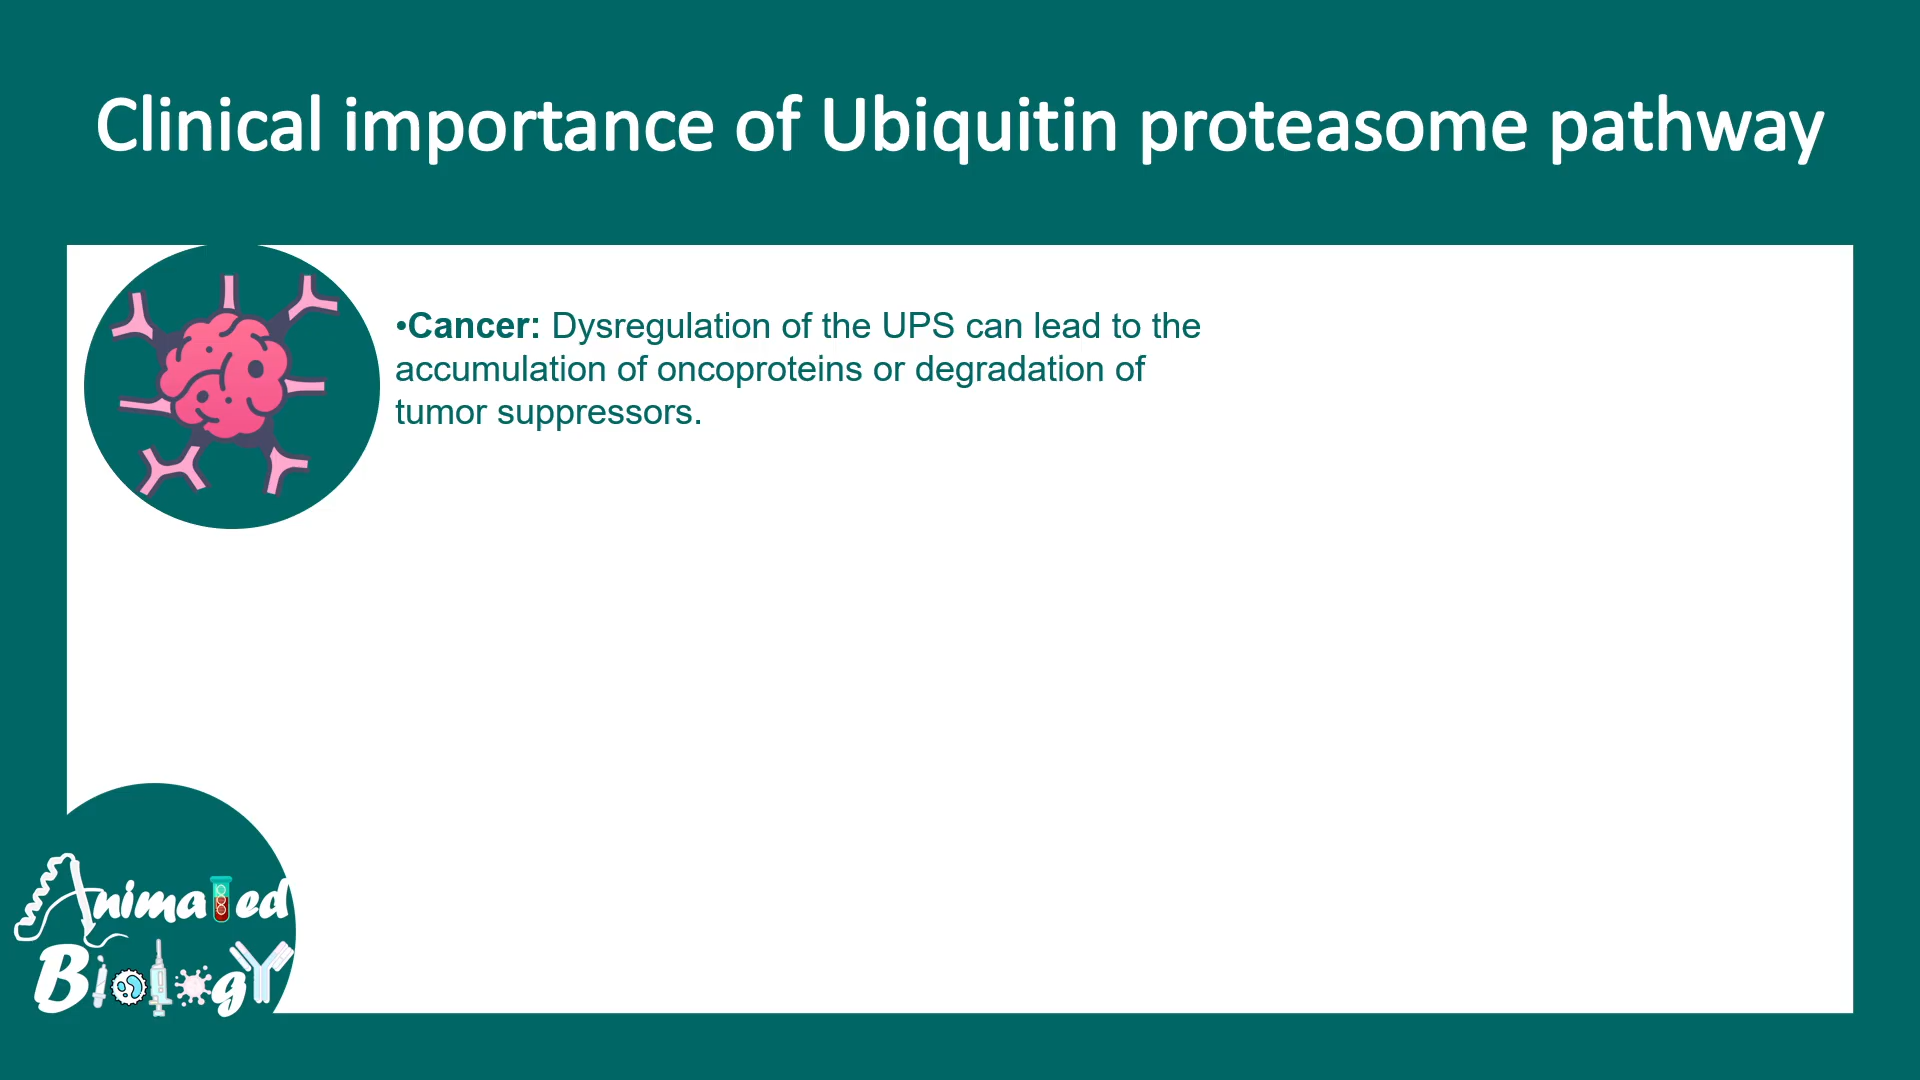 Clinical importance of Ubiquitin proteasome pathway
•Cancer: Dysregulation of the UPS can lead to the
accumulation of oncoproteins or degradation of
tumor suppressors.
Animated
Biology